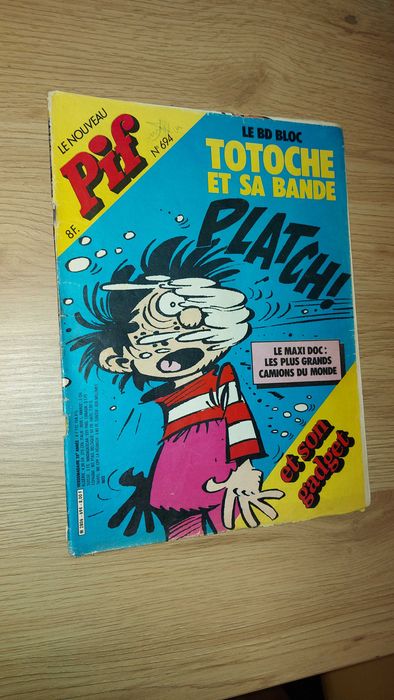 LE NOUVEAU
Pif
N° 694
8F.
LE BD BLOC
TOTOCHE
ET SA BANDE
PLATCH!
LE MAXI DOC :
LES PLUS GRANDS
CAMIONS DU MONDE
et son
gadget